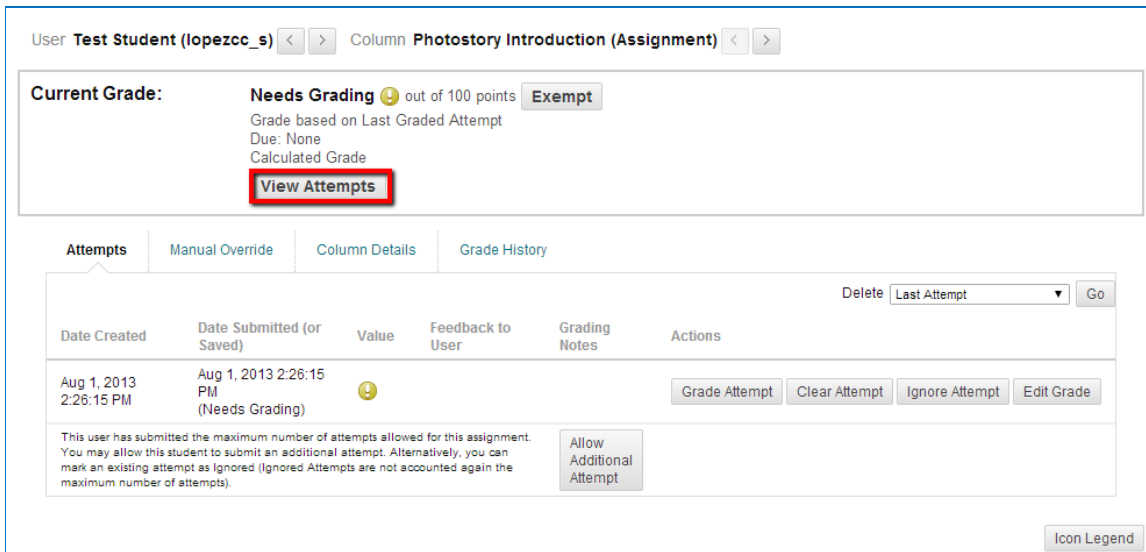 User Test Student (lopezcc_s) < > Column Photostory Introduction (Assignment) < >
Current Grade: Needs Grading ! out of 100 points Exempt
Grade based on Last Graded Attempt
Due: None
Calculated Grade
View Attempts
Attempts Manual Override Column Details Grade History
Delete Last Attempt ▼ Go
Date Created Date Submitted (or Saved) Value Feedback to User Grading Notes Actions
Aug 1, 2013 2:26:15 PM Aug 1, 2013 2:26:15 PM (Needs Grading) ! Grade Attempt Clear Attempt Ignore Attempt Edit Grade
This user has submitted the maximum number of attempts allowed for this assignment.
You may allow this student to submit an additional attempt. Alternatively, you can
mark an existing attempt as Ignored (Ignored Attempts are not accounted again the
maximum number of attempts).
Allow
Additional
Attempt
Icon Legend